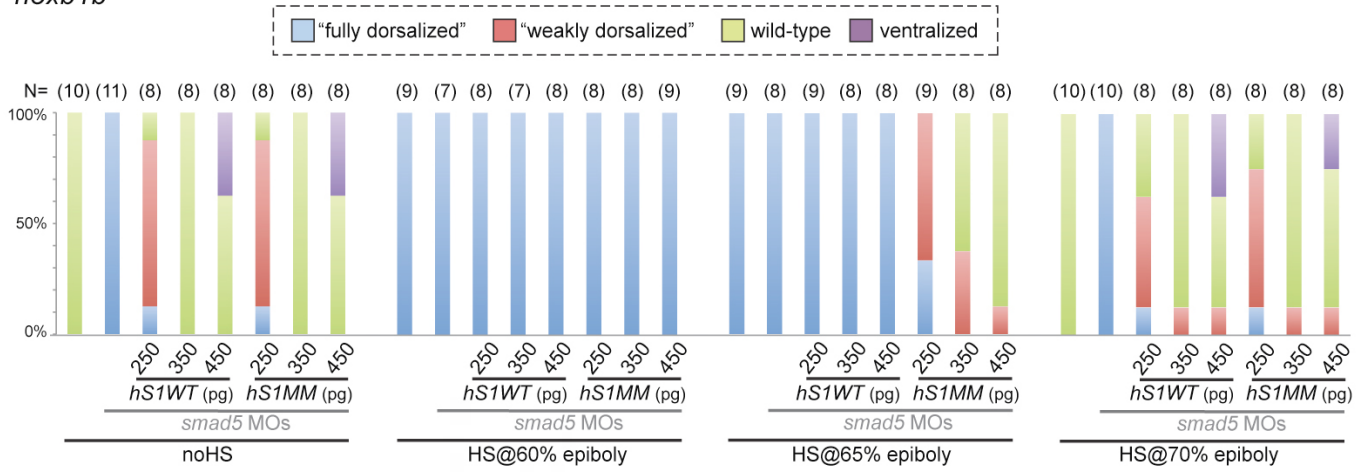 "fully dorsalized" "weakly dorsalized" wild-type ventralized
N= (10) (11) (8) (8) (8) (8) (8) (8) (9) (7) (8) (7) (8) (8) (8) (9) (9) (8) (9) (8) (8) (9) (8) (8) (10) (10) (8) (8) (8) (8) (8) (8)
100%
50%
0%
250 350 450 250 350 450 250 350 450 250 350 450 250 350 450 250 350 450 250 350 450 250 350 450
hS1WT (pg) hS1MM (pg) hS1WT (pg) hS1MM (pg) hS1WT (pg) hS1MM (pg) hS1WT (pg) hS1MM (pg)
smad5 MOs smad5 MOs smad5 MOs smad5 MOs
noHS HS@60% epiboly HS@65% epiboly HS@70% epiboly